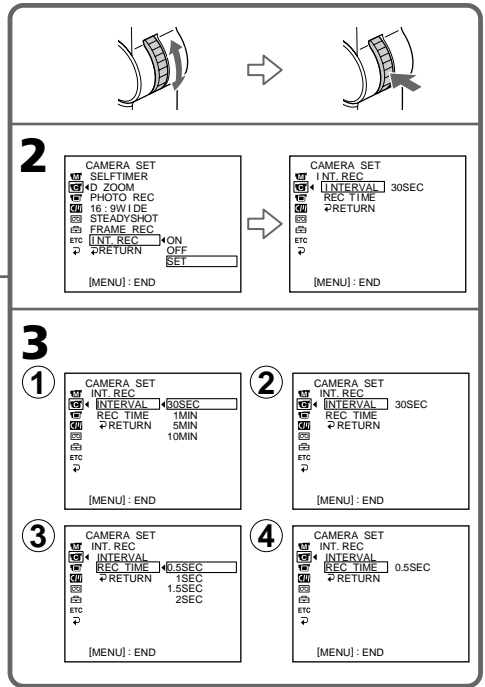 2
CAMERA SET
SELFTIMER
D ZOOM
PHOTO REC
16 : 9WIDE
STEADYSHOT
FRAME REC
INT. REC ON
ETC OFF
RETURN SET
[MENU] : END
CAMERA SET
INT. REC
INTERVAL 30SEC
REC TIME
RETURN
ETC
[MENU] : END
3
1
CAMERA SET
INT. REC
INTERVAL 30SEC
REC TIME 1MIN
RETURN 5MIN
10MIN
ETC
[MENU] : END
2
CAMERA SET
INT. REC
INTERVAL 30SEC
REC TIME
RETURN
ETC
[MENU] : END
3
CAMERA SET
INT. REC
INTERVAL
REC TIME 0.5SEC
RETURN 1SEC
1.5SEC
2SEC
ETC
[MENU] : END
4
CAMERA SET
INT. REC
INTERVAL
REC TIME 0.5SEC
RETURN
ETC
[MENU] : END